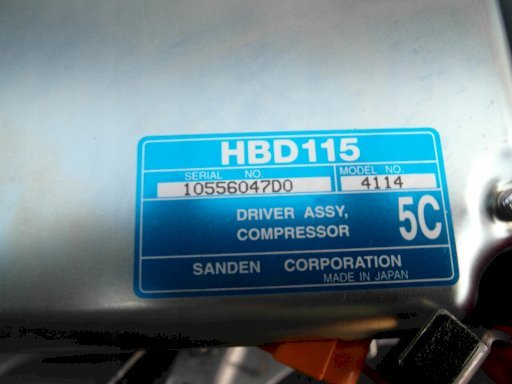 HBD115
SERIAL NO. MODEL NO.
10556047D0 4114
DRIVER ASSY,
COMPRESSOR
5C
SANDEN CORPORATION
MADE IN JAPAN